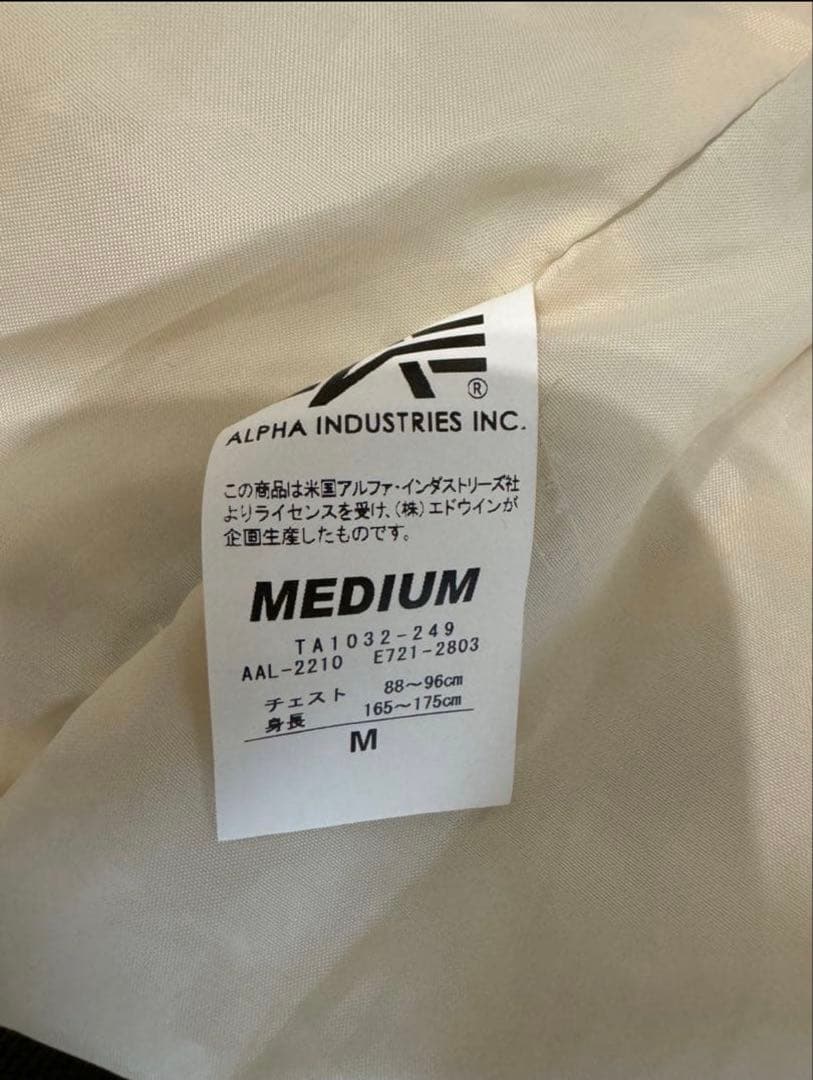 ®
ALPHA INDUSTRIES INC.
この商品は米国アルファ・インダストリーズ社
よりライセンスを受け、(株)エドウインが
企画生産したものです。
MEDIUM
TA1032-249
AAL-2210 E721-2803
チェスト 88～96cm
身長 165～175cm
M